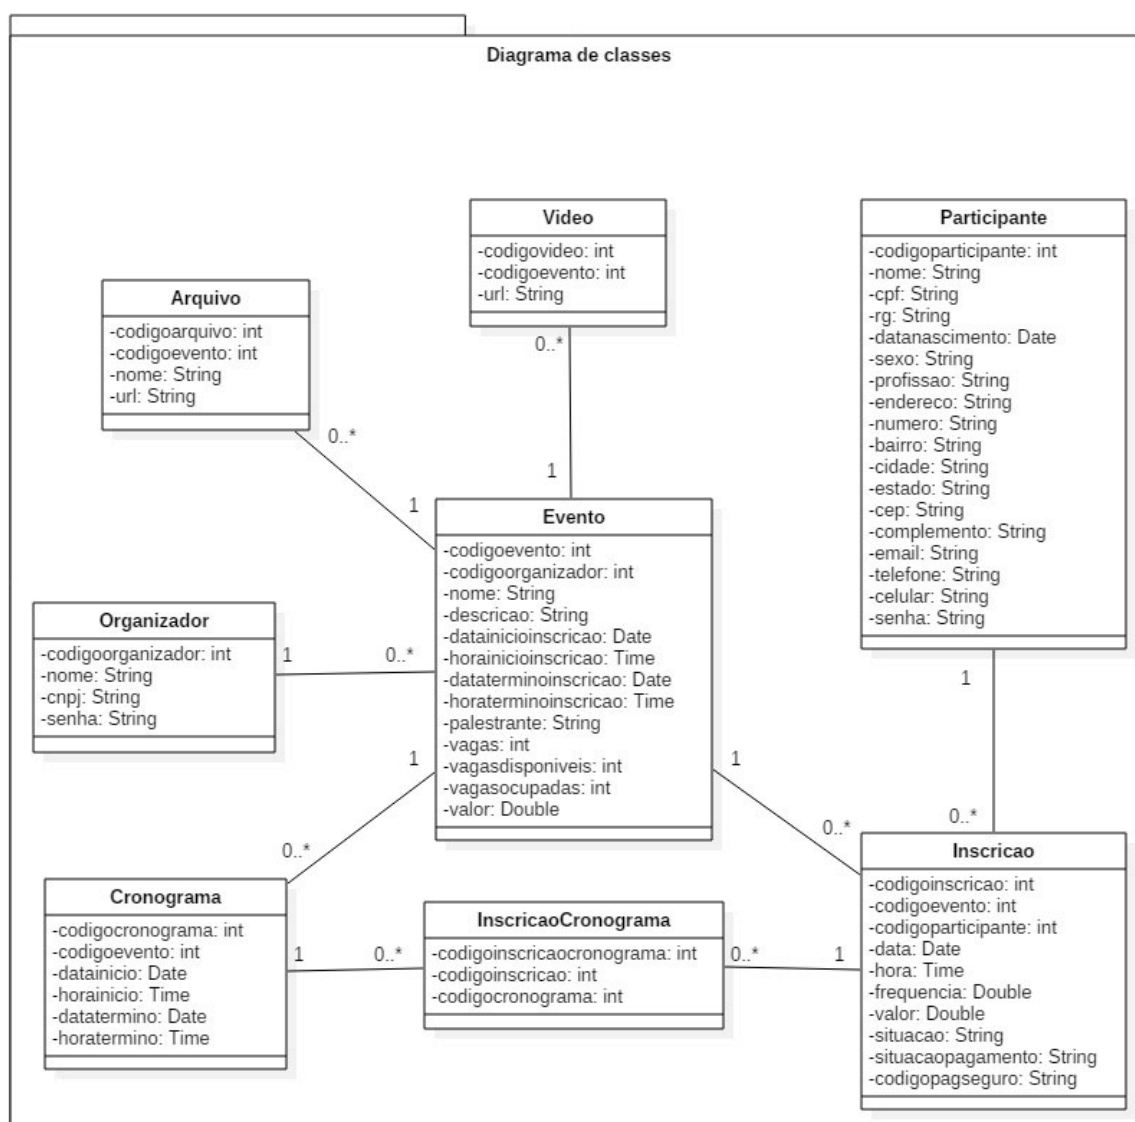 Diagrama de classes
Video
-codigovideo: int
-codigoevento: int
-url: String
0..*
1
Participante
-codigoparticipante: int
-nome: String
-cpf: String
-rg: String
-datanascimento: Date
-sexo: String
-profissao: String
-endereco: String
-numero: String
-bairro: String
-cidade: String
-estado: String
-cep: String
-complemento: String
-email: String
-telefone: String
-celular: String
-senha: String
1
0..*
Arquivo
-codigoarquivo: int
-codigoevento: int
-nome: String
-url: String
0..*
1
Evento
-codigoevento: int
-codigoorganizador: int
-nome: String
-descricao: String
-datainicioinscricao: Date
-horainicioinscricao: Time
-dataterminoinscricao: Date
-horaterminoinscricao: Time
-palestrante: String
-vagas: int
-vagasdisponiveis: int
-vagasocupadas: int
-valor: Double
Organizador
-codigoorganizador: int
-nome: String
-cnpj: String
-senha: String
1
0..*
1
0..*
1
0..*
Cronograma
-codigocronograma: int
-codigoevento: int
-datainicio: Date
-horainicio: Time
-datatermino: Date
-horatermino: Time
1
0..*
InscricaoCronograma
-codigoinscricaocronograma: int
-codigoinscricao: int
-codigocronograma: int
0..*
1
Inscricao
-codigoinscricao: int
-codigoevento: int
-codigoparticipante: int
-data: Date
-hora: Time
-frequencia: Double
-valor: Double
-situacao: String
-situacaopagamento: String
-codigopagseguro: String